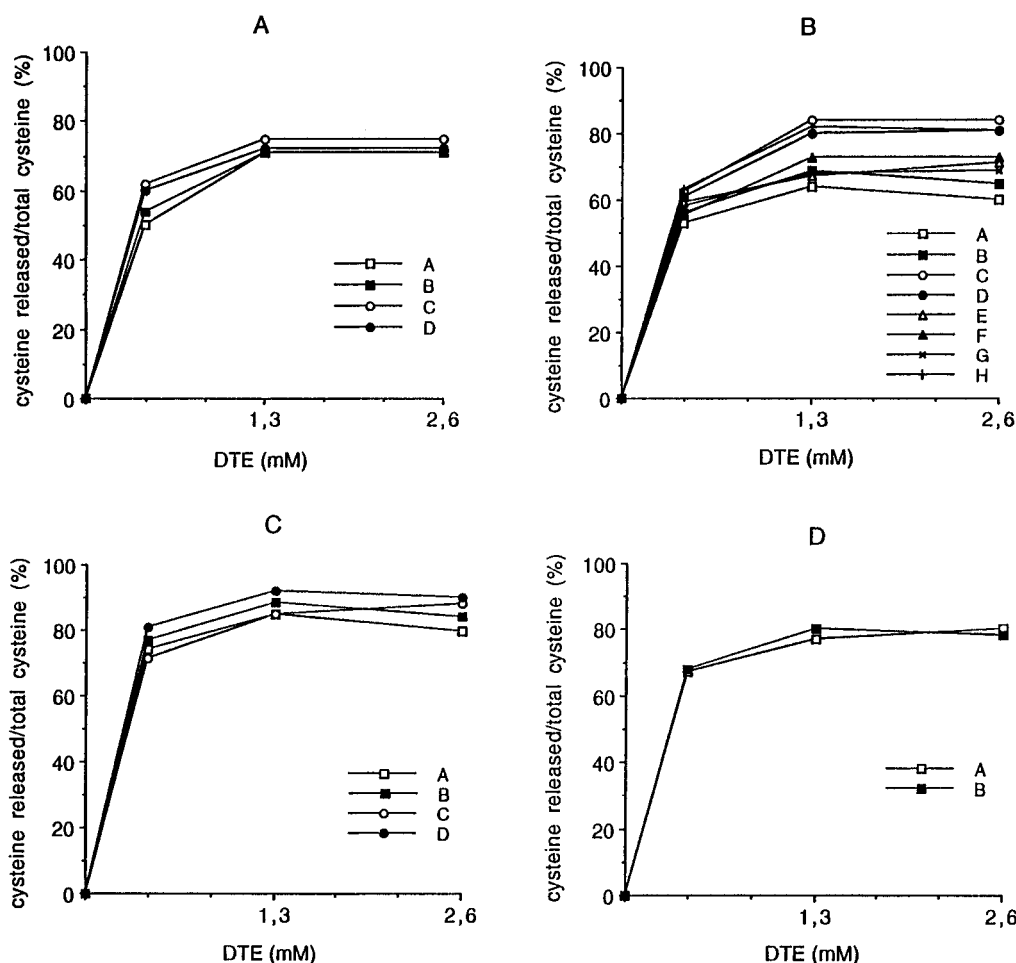 A
cysteine released/total cysteine (%)
100
80
60
40
20
0
1,3
2,6
DTE (mM)
A
B
C
D
B
cysteine released/total cysteine (%)
100
80
60
40
20
0
1,3
2,6
DTE (mM)
A
B
C
D
E
F
G
H
C
cysteine released/total cysteine (%)
100
80
60
40
20
0
1,3
2,6
DTE (mM)
A
B
C
D
D
cysteine released/total cysteine (%)
100
80
60
40
20
0
1,3
2,6
DTE (mM)
A
B